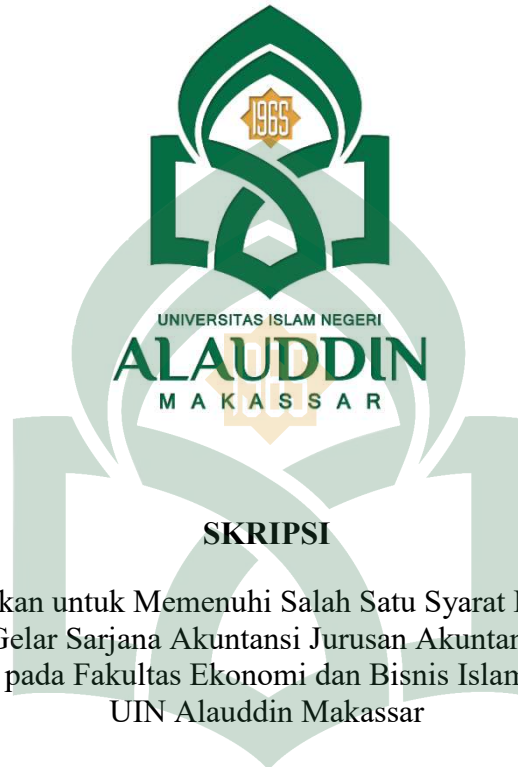 1965
UNIVERSITAS ISLAM NEGERI
ALAUDDIN
MAKASSAR
SKRIPSI
kan untuk Memenuhi Salah Satu Syarat
Gelar Sarjana Akuntansi Jurusan Akuntan
pada Fakultas Ekonomi dan Bisnis Islam
UIN Alauddin Makassar